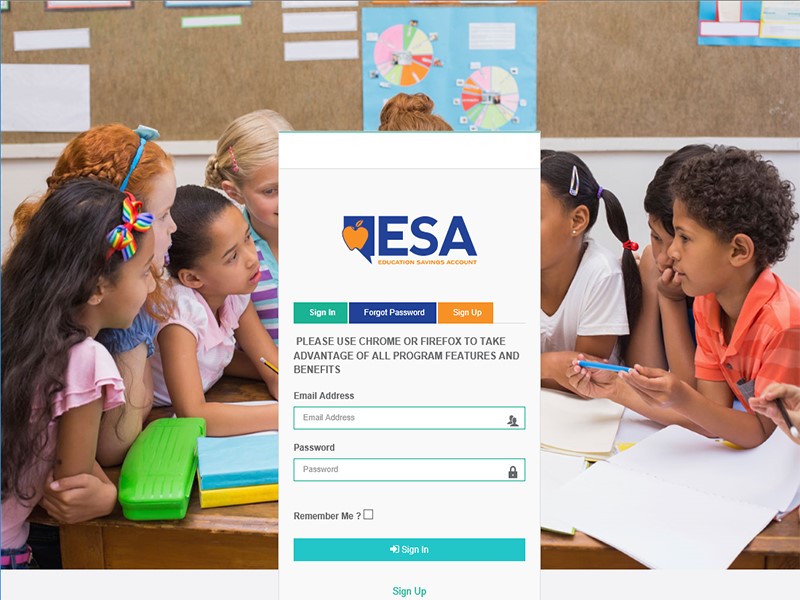 ESA
EDUCATION SAVINGS ACCOUNT
Sign In
Forgot Password
Sign Up
PLEASE USE CHROME OR FIREFOX TO TAKE
ADVANTAGE OF ALL PROGRAM FEATURES AND
BENEFITS
Email Address
Email Address
Password
Password
Remember Me ?
Sign In
Sign Up